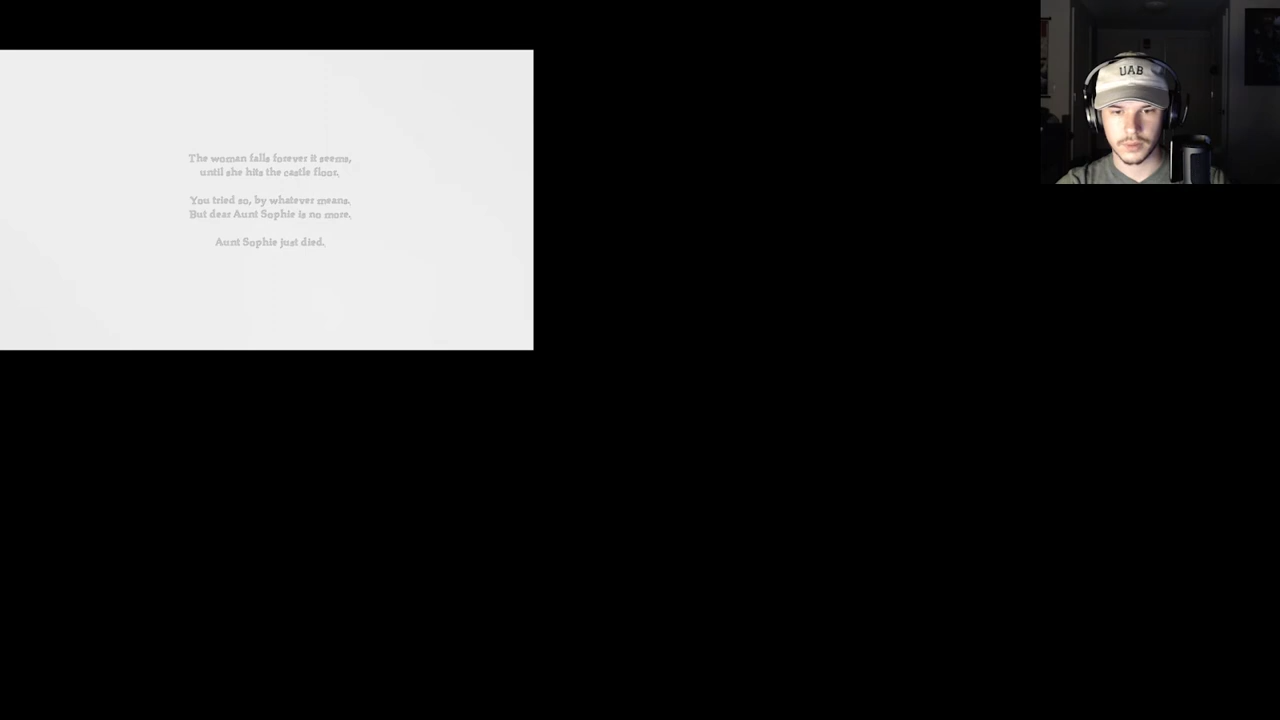 The woman falls forever it seems,
until she hits the castle floor.
You tried so, by whatever means.
But dear Aunt Sophie is no more.
Aunt Sophie just died.
UAB